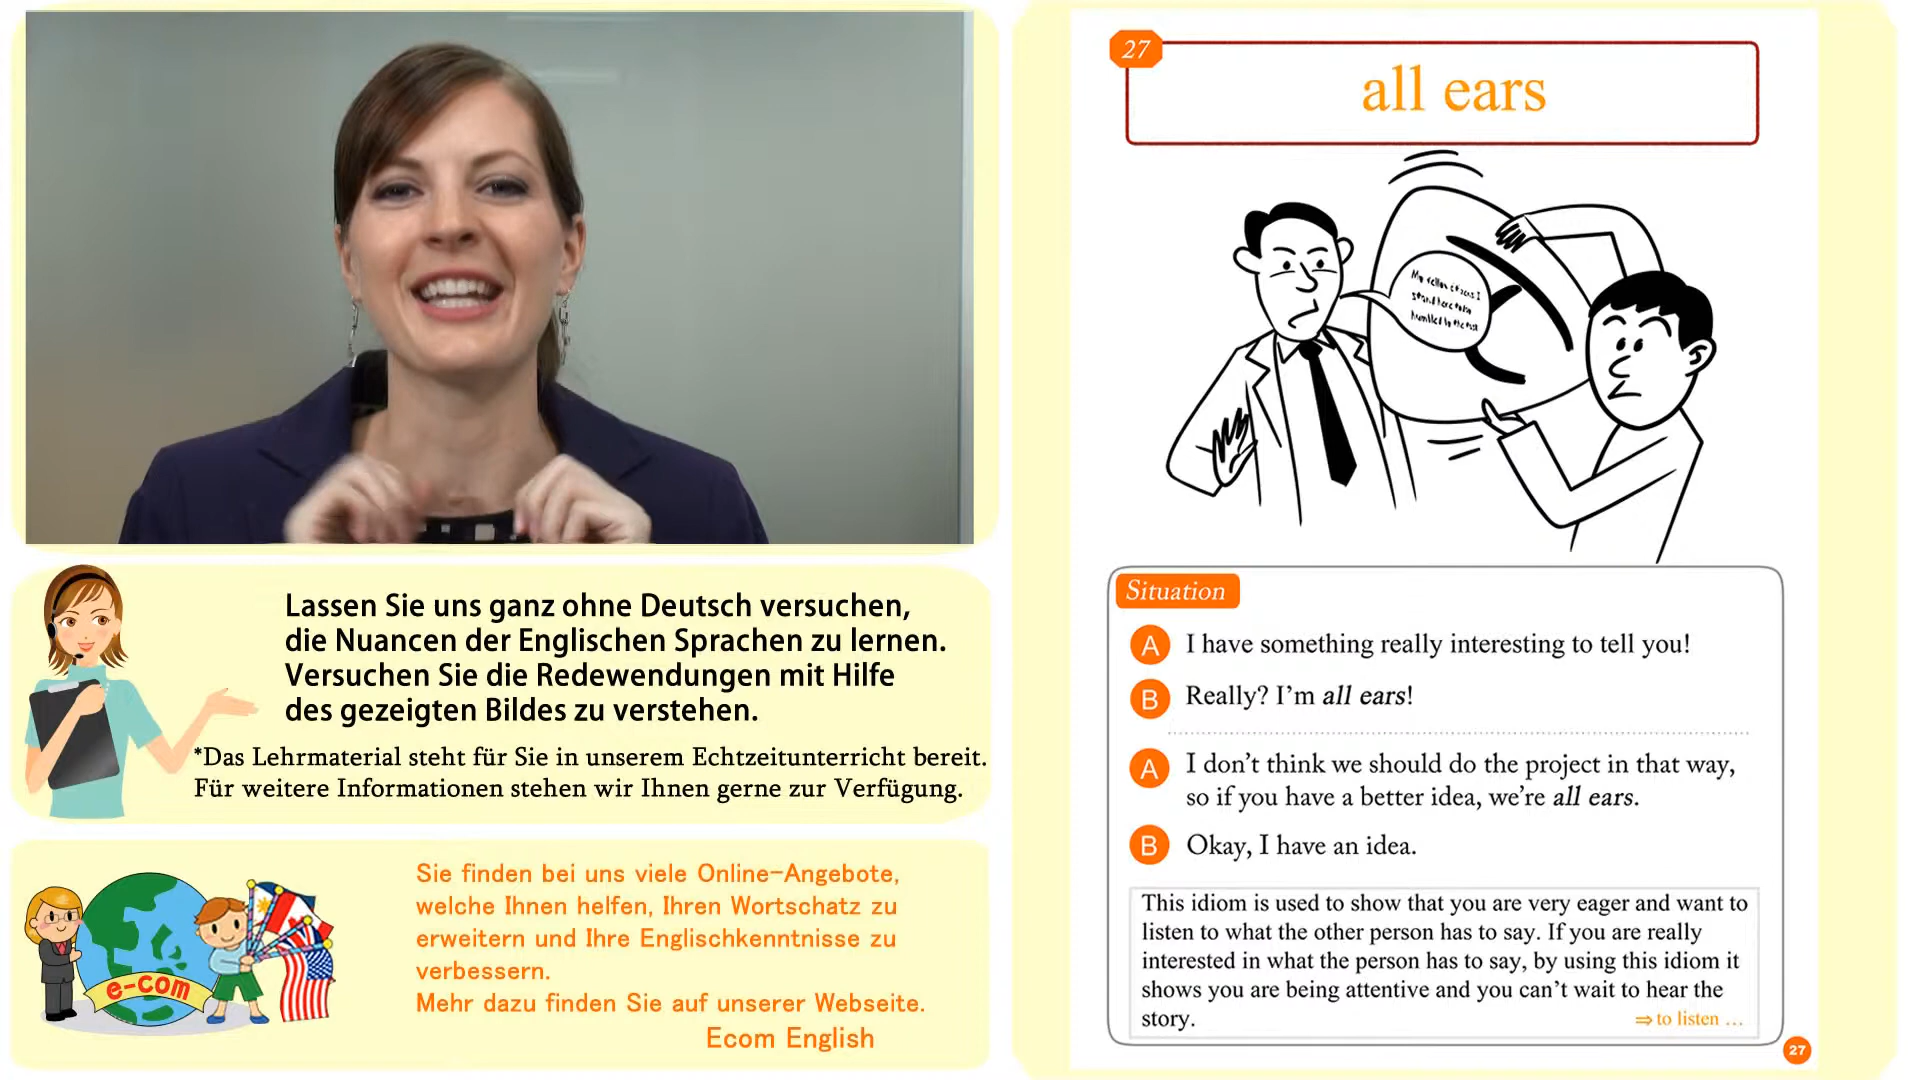 Lassen Sie uns ganz ohne Deutsch versuchen,
die Nuancen der Englischen Sprachen zu lernen.
Versuchen Sie die Redewendungen mit Hilfe
des gezeigten Bildes zu verstehen.
*Das Lehrmaterial steht für Sie in unserem Echtzeitunterricht bereit.
Für weitere Informationen stehen wir Ihnen gerne zur Verfügung.
e-com
Sie finden bei uns viele Online-Angebote,
welche Ihnen helfen, Ihren Wortschatz zu
erweitern und Ihre Englischkenntnisse zu
verbessern.
Mehr dazu finden Sie auf unserer Webseite.
Ecom English
27
all ears
My
stand here
humbled by the
Situation
A I have something really interesting to tell you!
B Really? I'm all ears!
A I don't think we should do the project in that way,
so if you have a better idea, we're all ears.
B Okay, I have an idea.
This idiom is used to show that you are very eager and want to
listen to what the other person has to say. If you are really
interested in what the person has to say, by using this idiom it
shows you are being attentive and you can't wait to hear the
story.
⇒ to listen ...
27